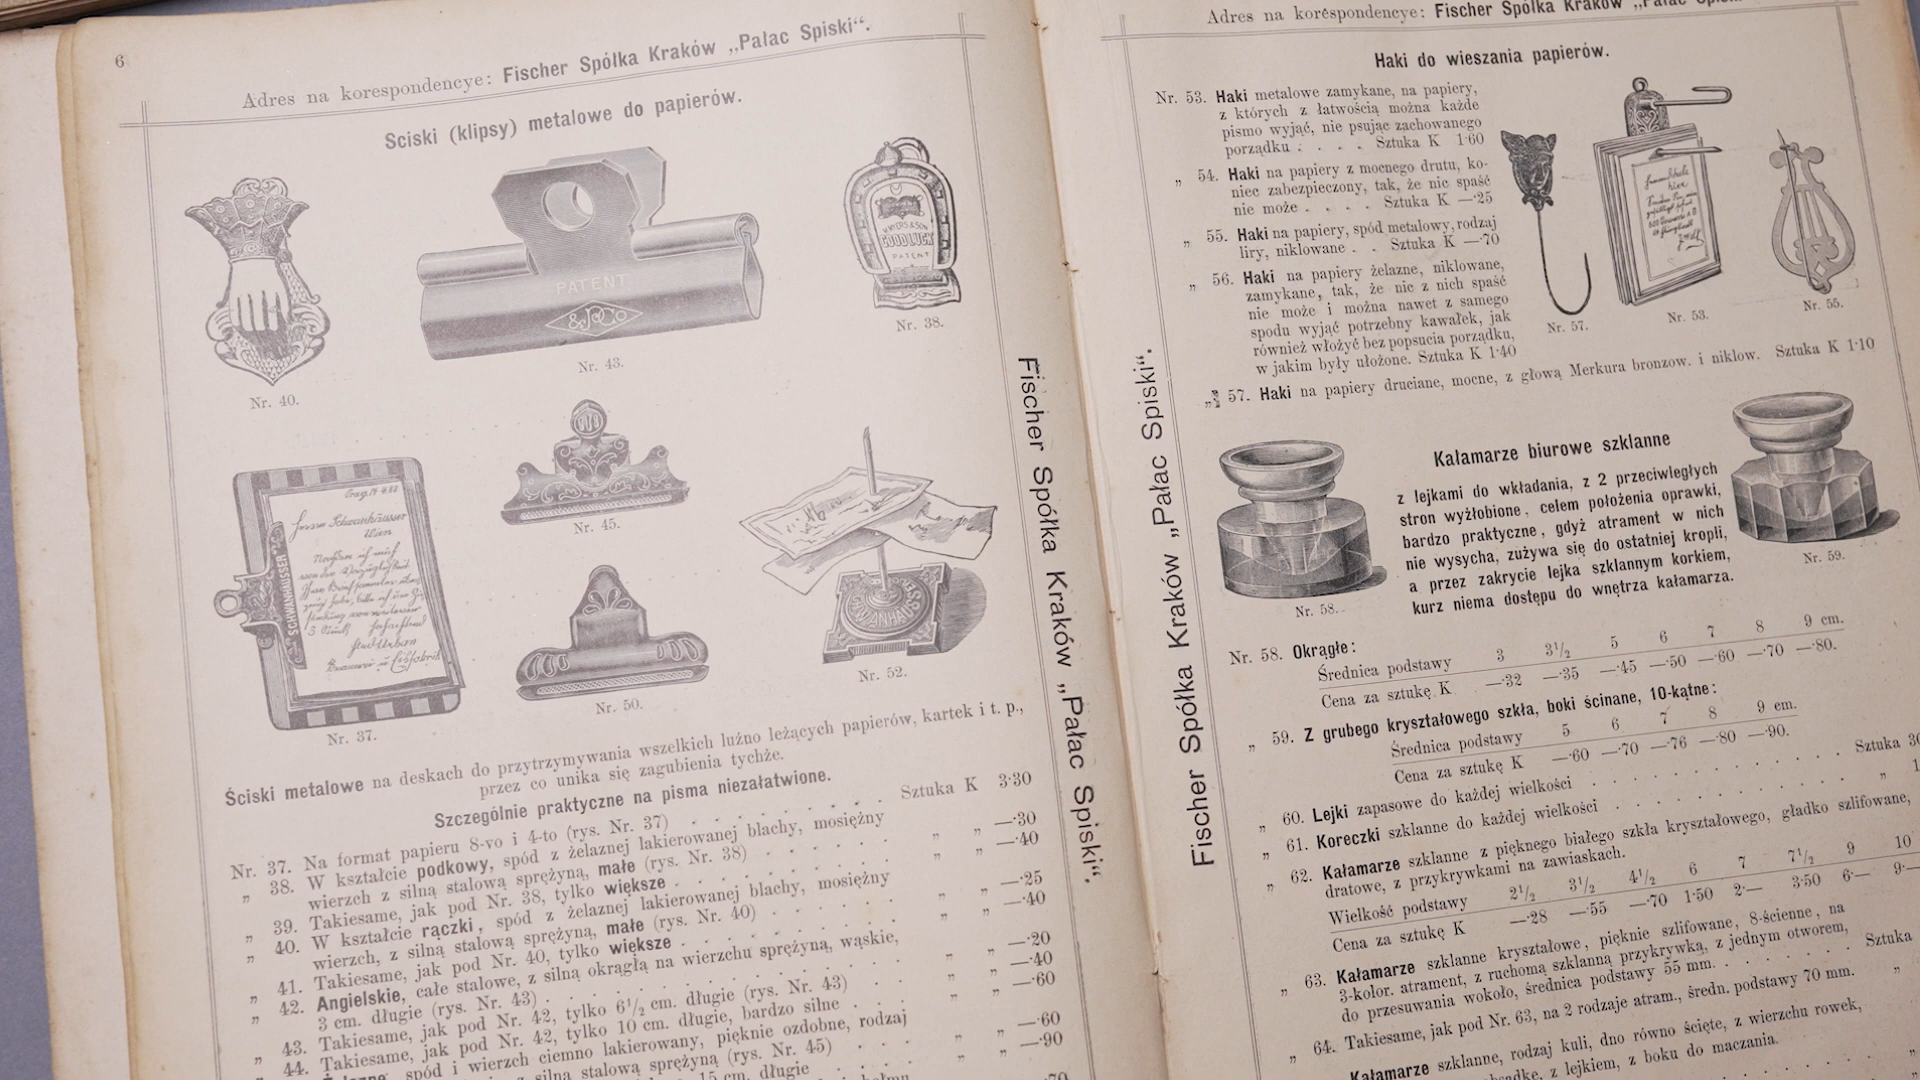 6
Adres na korespondencye: Fischer Spółka Kraków „Pałac Spiski“.
Sciski (klipsy) metalowe do papierów.
PATENT
& Co
H. MYERS & SON
GOOD LUCK
PATENT
Nr. 40.
Nr. 43.
Nr. 38.
SCHWANHÄUSSER
Wien
Nr. 45.
Nr. 50.
Nr. 37.
Nr. 52.
Ściski metalowe na deskach do przytrzymywania wszelkich luźno leżących papierów, kartek i t. p.,
przez co unika się zagubienia tychże.
Szczególnie praktyczne na pisma niezałatwione.
Nr. 37. Na format papieru 8-vo i 4-to (rys. Nr. 37) . . . . . . . Sztuka K 3·30
„ 38. W kształcie podkowy, spód z żelaznej lakierowanej blachy, mosiężny
wierzch z silną stalową sprężyną, małe (rys. Nr. 38) . . . . „ „ —·30
„ 39. Takiesame, jak pod Nr. 38, tylko większe . . . . . . . „ „ —·40
„ 40. W kształcie rączki, spód z żelaznej lakierowanej blachy, mosiężny
wierzch, z silną stalową sprężyną, małe (rys. Nr. 40) . . . . „ „ —·25
„ 41. Takiesame, jak pod Nr. 40, tylko większe . . . . . . . „ „ —·40
„ 42. Angielskie, całe stalowe, z silną okrągłą na wierzchu sprężyną, wąskie,
3 cm. długie (rys. Nr. 43) . . . . . . . . „ „ —·20
„ 43. Takiesame, jak pod Nr. 42, tylko 6½ cm. długie (rys. Nr. 43) . . „ „ —·40
„ 44. Takiesame, jak pod Nr. 42, tylko 10 cm. długie, bardzo silne . . . „ „ —·60
spód i wierzch ciemno lakierowany, pięknie ozdobne, rodzaj
silną stalową sprężyną (rys. Nr. 45) . . . „ „ —·60
15 cm. długie . . . „ „ —·90
Fischer Spółka Kraków „Pałac Spiski“.
Fischer Spółka Kraków „Pałac Spiski“.
Adres na koréspondencye: Fischer Spółka Kraków „Pałac
Haki do wieszania papierów.
Nr. 53. Haki metalowe zamykane, na papiery,
z których z łatwością można każde
pismo wyjąć, nie psując zachowanego
porządku . . . . Sztuka K 1·60
„ 54. Haki na papiery z mocnego drutu, ko-
niec zabezpieczony, tak, że nic spaść
nie może . . . . Sztuka K —·25
„ 55. Haki na papiery, spód metalowy, rodzaj
liry, niklowane . . Sztuka K —·70
„ 56. Haki na papiery żelazne, niklowane,
zamykane, tak, że nic z nich spaść
nie może i można nawet z samego
spodu wyjąć potrzebny kawałek, jak
również włożyć bez popsucia porządku,
w jakim były ułożone. Sztuka K 1·40
„ 57. Haki na papiery druciane, mocne, z głową Merkura bronzow. i niklow. Sztuka K 1·10
Nr. 57.
Nr. 53.
Nr. 55.
Kałamarze biurowe szklanne
z lejkami do wkładania, z 2 przeciwległych
stron wyżłobione, celem położenia oprawki,
bardzo praktyczne, gdyż atrament w nich
nie wysycha, zużywa się do ostatniej kropli,
a przez zakrycie lejka szklannym korkiem,
kurz niema dostępu do wnętrza kałamarza.
Nr. 58.
Nr. 59.
Nr. 58. Okrągłe:
Średnica podstawy 3 3½ 5 6 7 8 9 cm.
Cena za sztukę K —·32 —·35 —·45 —·50 —·60 —·70 —·80.
„ 59. Z grubego kryształowego szkła, boki ścinane, 10-kątne:
Średnica podstawy 5 6 7 8 9 cm.
Cena za sztukę K —·60 —·70 —·76 —·80 —·90.
„ 60. Lejki zapasowe do każdej wielkości . . . . . . . . Sztuka
„ 61. Koreczki szklanne do każdej wielkości . . . . . . . . „
„ 62. Kałamarze szklanne z pięknego białego szkła kryształowego, gładko szlifowane,
dratowe, z przykrywkami na zawiaskach.
Wielkość podstawy 2½ 3½ 4½ 6 7 7½ 9 10
Cena za sztukę K —·28 —·55 —·70 1·50 2·— 3·50 6·— 9·—
„ 63. Kałamarze szklanne kryształowe, pięknie szlifowane, 8-ścienne, na
3-kolor. atrament, z ruchomą szklanną przykrywką, z jednym otworem,
do przesuwania wokoło, średnica podstawy 55 mm. . . . . . Sztuka
„ 64. Takiesame, jak pod Nr. 63, na 2 rodzaje atram., średn. podstawy 70 mm. „
Kałamarze szklanne, rodzaj kuli, dno równo ścięte, z wierzchu rowek,
z lejkiem, z boku do maczania.